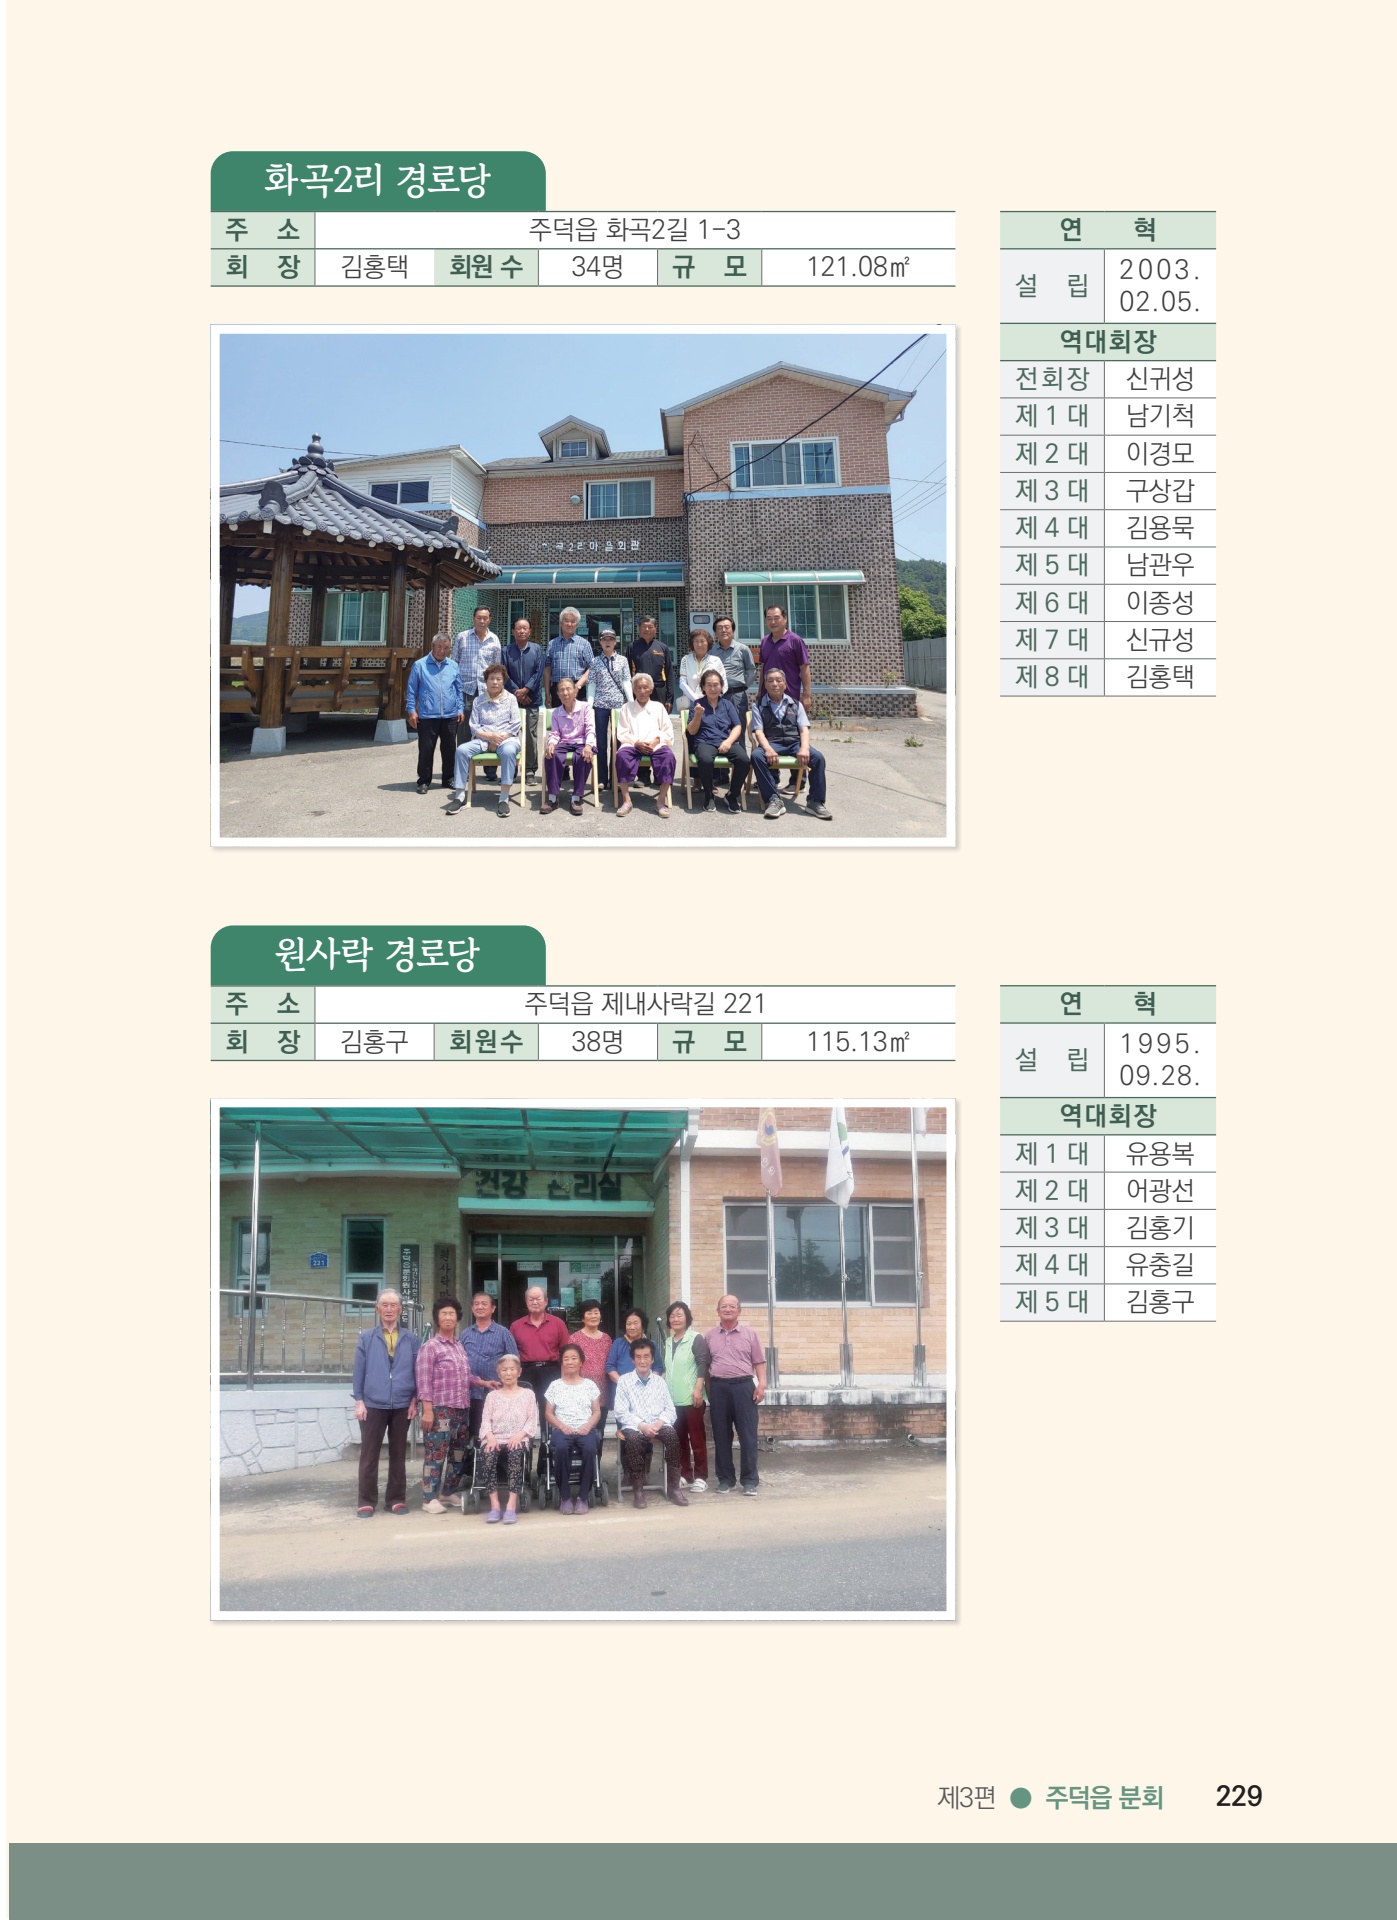 화곡2리 경로당
주 소 주덕읍 화곡2길 1-3
회 장 김홍택 회원 수 34명 규 모 121.08㎡
연 혁
설 립 2003. 02.05.
역대회장
전회장 신귀성
제 1 대 남기척
제 2 대 이경모
제 3 대 구상갑
제 4 대 김용묵
제 5 대 남관우
제 6 대 이종성
제 7 대 신규성
제 8 대 김홍택
곡2리마을회관
원사락 경로당
주 소 주덕읍 제내사락길 221
회 장 김홍구 회원수 38명 규 모 115.13㎡
연 혁
설 립 1995. 09.28.
역대회장
제 1 대 유용복
제 2 대 어광선
제 3 대 김홍기
제 4 대 유충길
제 5 대 김홍구
건강 관리실
221
제3편 ● 주덕읍 분회 229